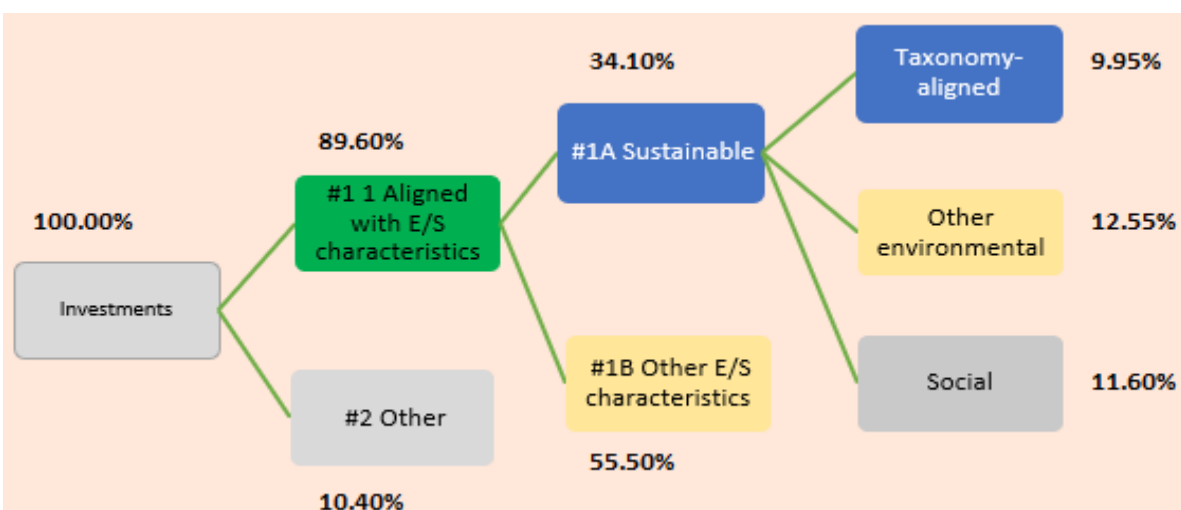 100.00%
Investments
89.60%
#1 1 Aligned
with E/S
characteristics
#2 Other
10.40%
34.10%
#1A Sustainable
#1B Other E/S
characteristics
55.50%
Taxonomy-
aligned
9.95%
Other
environmental
12.55%
Social
11.60%